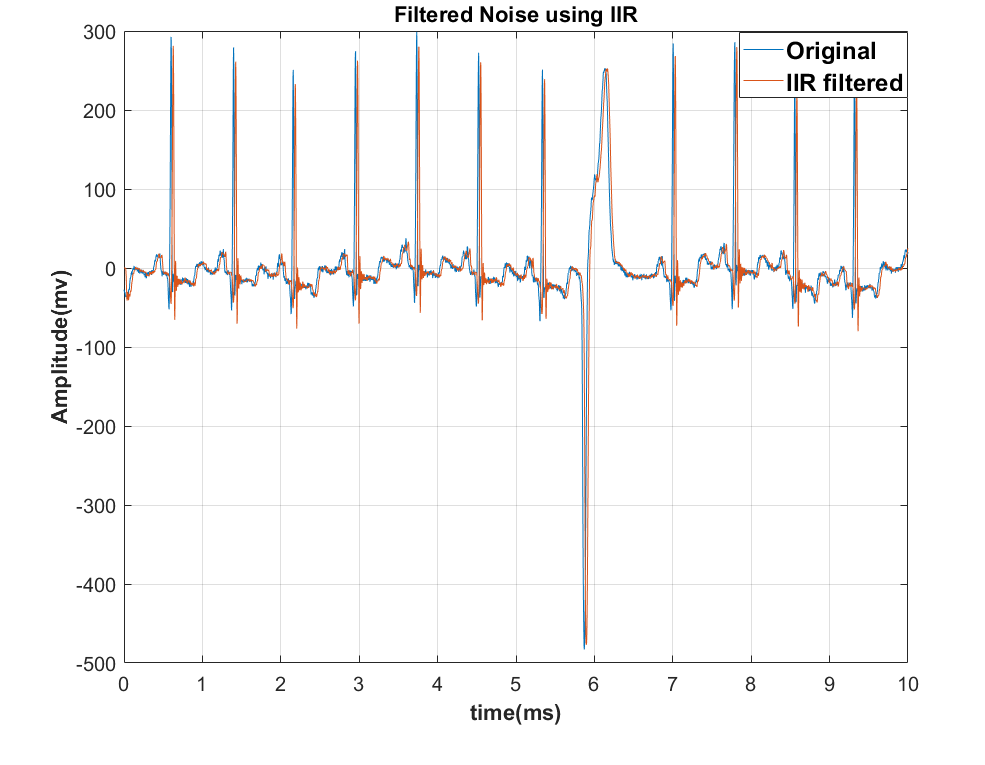 Filtered Noise using IIR
Original
IIR filtered
300
200
100
0
-100
-200
-300
-400
-500
Amplitude(mv)
0 1 2 3 4 5 6 7 8 9 10
time(ms)